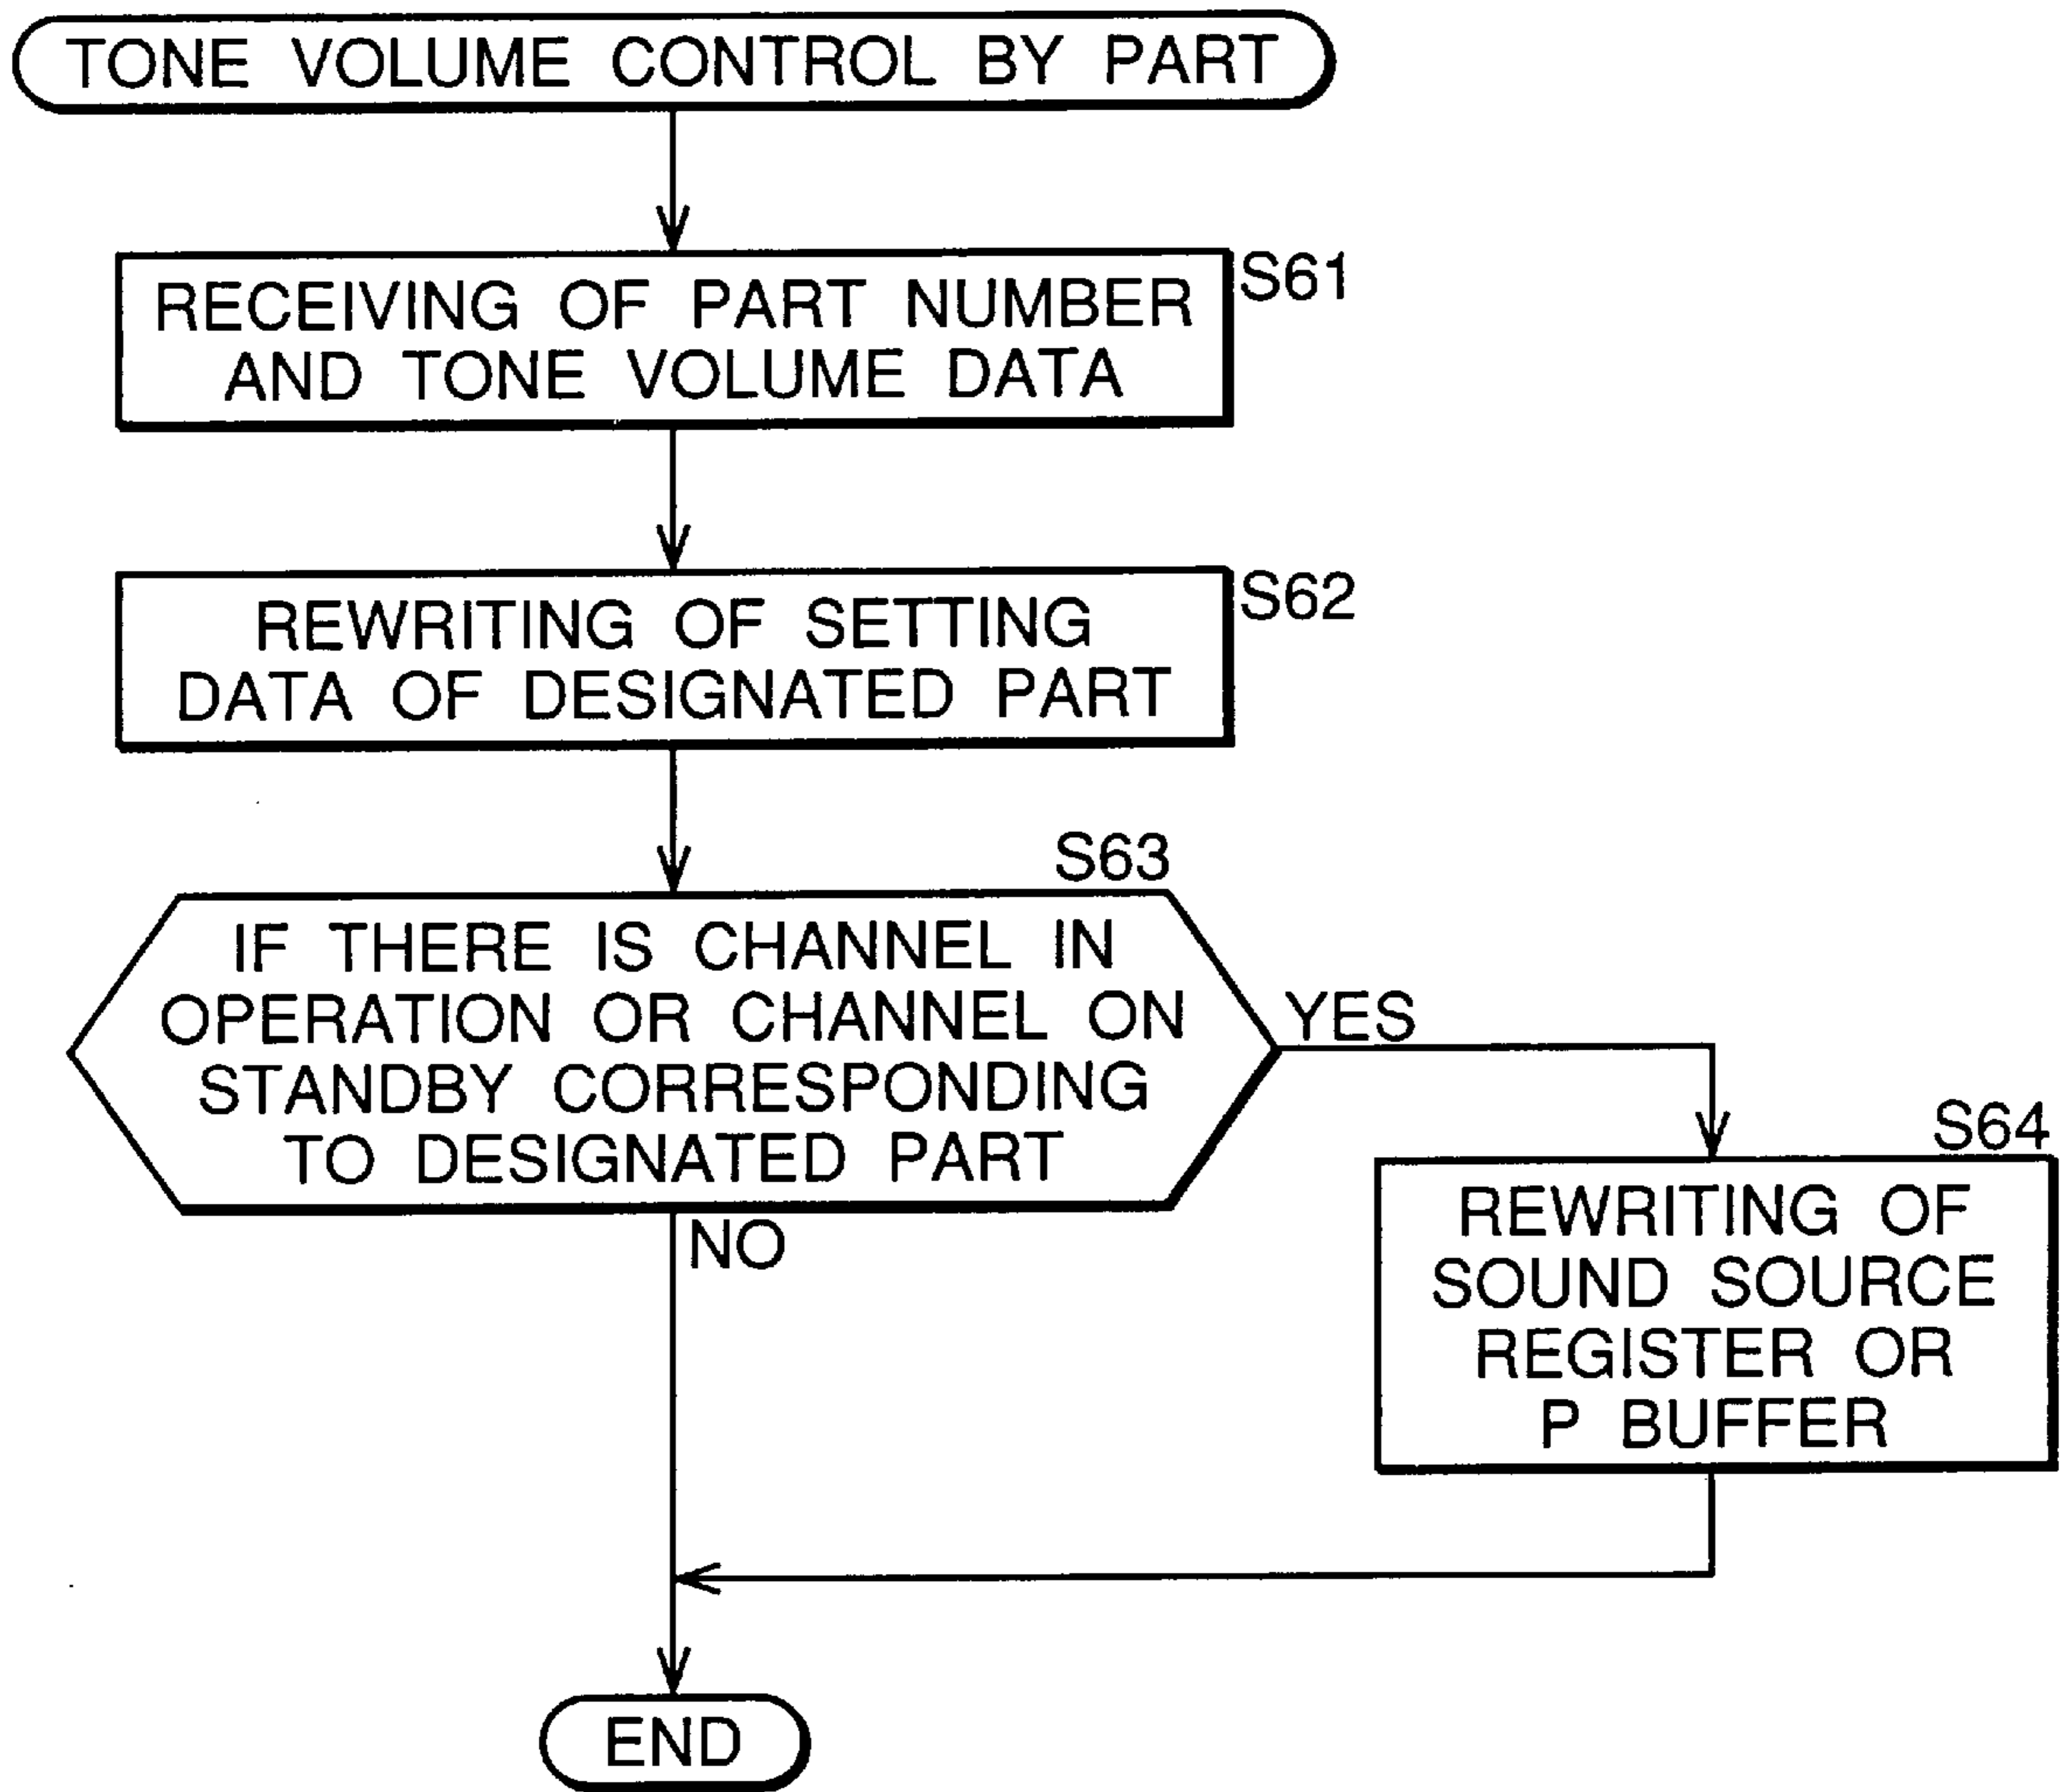 TONE VOLUME CONTROL BY PART
S61
RECEIVING OF PART NUMBER
AND TONE VOLUME DATA
S62
REWRITING OF SETTING
DATA OF DESIGNATED PART
S63
IF THERE IS CHANNEL IN
OPERATION OR CHANNEL ON
STANDBY CORRESPONDING
TO DESIGNATED PART
YES
NO
S64
REWRITING OF
SOUND SOURCE
REGISTER OR
P BUFFER
END